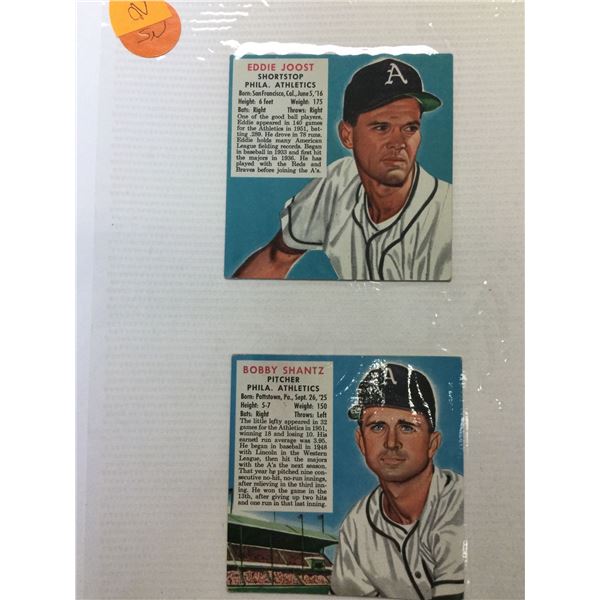 EDDIE JOOST
SHORTSTOP
PHILA. ATHLETICS
Born: San Francisco, Cal., June 5, '16
Height: 6 feet Weight: 175
Bats: Right Throws: Right
One of the good ball players,
Eddie appeared in 140 games
for the Athletics in 1951, bat-
ting .289. He drove in 78 runs.
Eddie holds many American
League fielding records. Began
in baseball in 1933 and first hit
the majors in 1936. He has
played with the Reds and
Braves before joining the A's.
A
BOBBY SHANTZ
PITCHER
PHILA. ATHLETICS
Born: Pottstown, Pa., Sept. 26, '25
Height: 5-7 Weight: 150
Bats: Right Throws: Left
The little lefty appeared in 32
games for the Athletics in 1951,
winning 18 and losing 10. His
earned run average was 3.95.
He began in baseball in 1948
with Lincoln in the Western
League, then hit the majors
with the A's the next season.
That year he pitched nine con-
secutive no-hit, no-run innings,
after relieving in the third inn-
ing. He won the game in the
13th, after giving up two hits
and one run in that last inning.
A